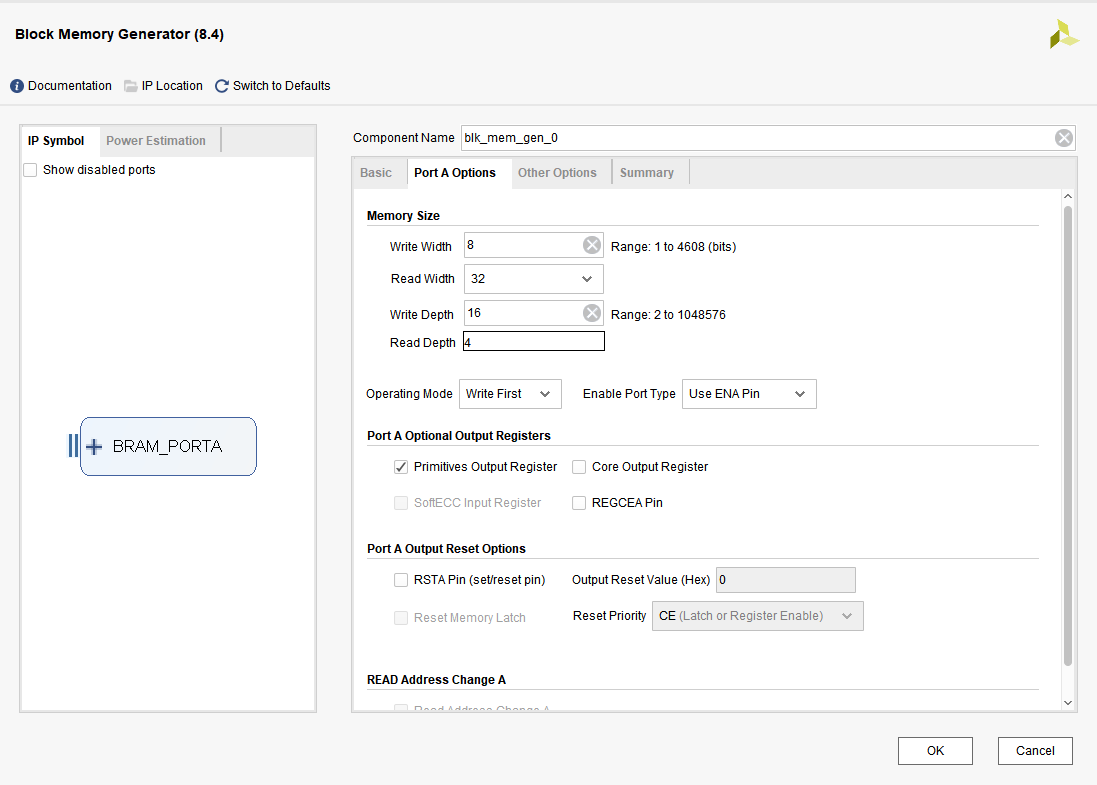 Block Memory Generator (8.4)
Documentation IP Location Switch to Defaults
IP Symbol Power Estimation
Show disabled ports
BRAM_PORTA
Component Name blk_mem_gen_0
Basic Port A Options Other Options Summary
Memory Size
Write Width 8 Range: 1 to 4608 (bits)
Read Width 32
Write Depth 16 Range: 2 to 1048576
Read Depth 4
Operating Mode Write First Enable Port Type Use ENA Pin
Port A Optional Output Registers
Primitives Output Register Core Output Register
SoftECC Input Register REGCEA Pin
Port A Output Reset Options
RSTA Pin (set/reset pin) Output Reset Value (Hex) 0
Reset Memory Latch Reset Priority CE (Latch or Register Enable)
READ Address Change A
Read Address Change A
OK Cancel